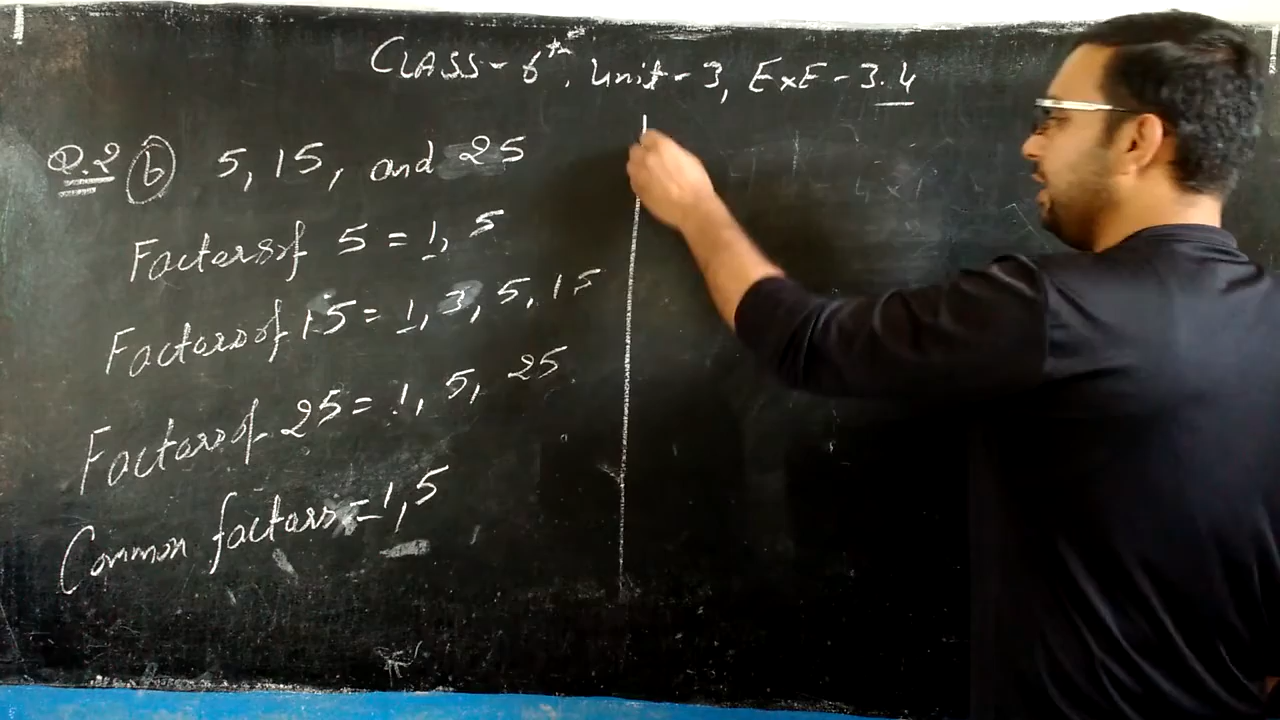 CLASS - 6th, Unit - 3, ExE - 3.4
Q.2 (b) 5, 15, and 25
Factors of 5 = 1, 5
Factors of 15 = 1, 3, 5, 15
Factors of 25 = 1, 5, 25
Common factors = 1, 5